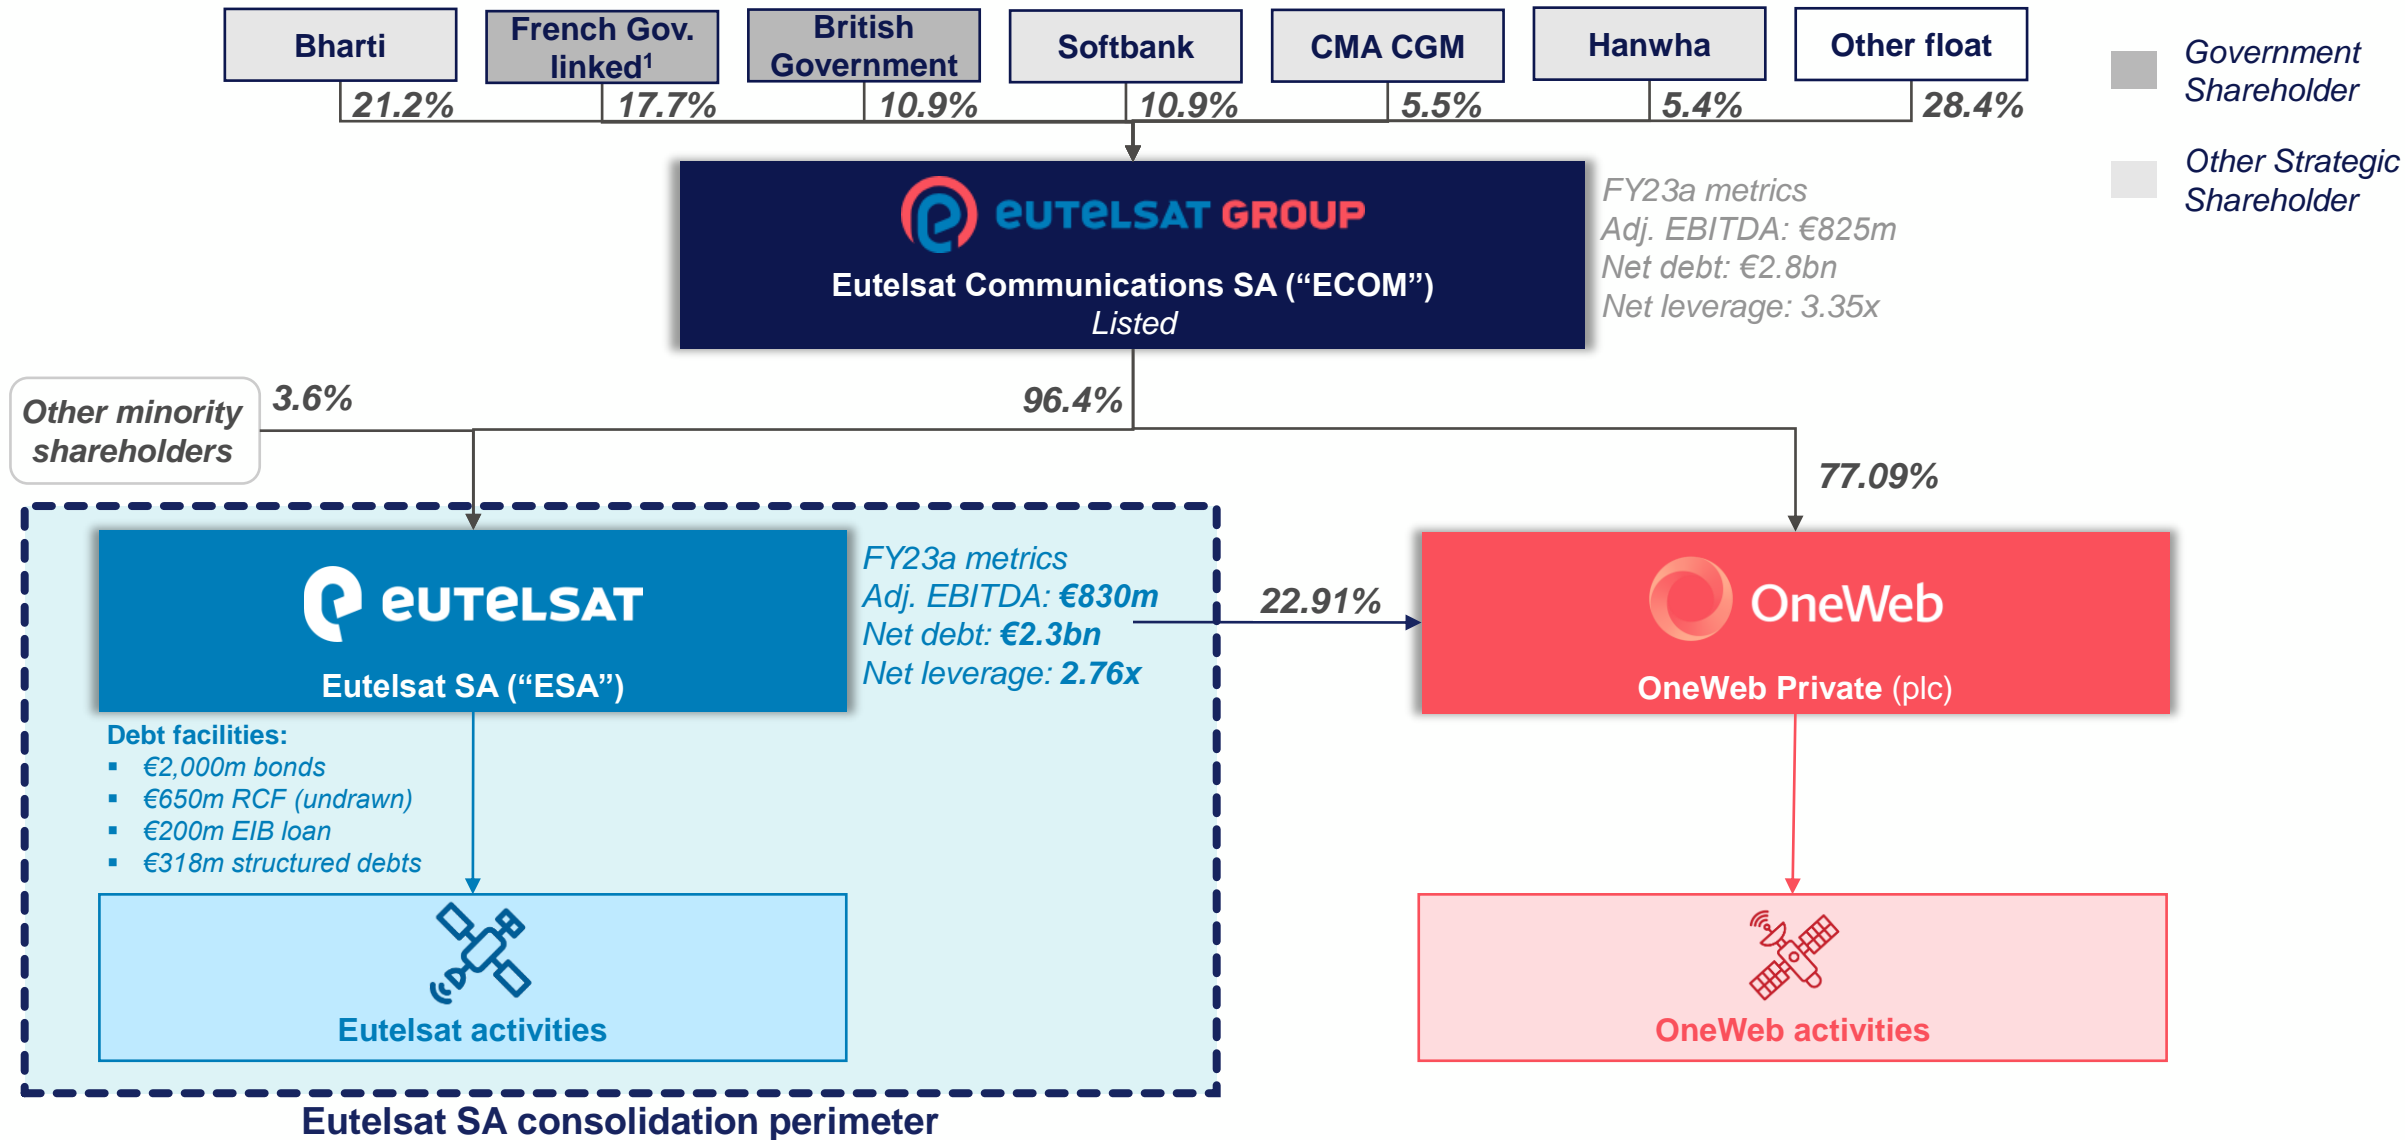 Bharti
French Gov.
linked¹
British
Government
Softbank
CMA CGM
Hanwha
Other float
21.2%
17.7%
10.9%
10.9%
5.5%
5.4%
28.4%
Government
Shareholder
Other Strategic
Shareholder
eUTeLSAT GROUP
Eutelsat Communications SA (“ECOM”)
Listed
FY23a metrics
Adj. EBITDA: €825m
Net debt: €2.8bn
Net leverage: 3.35x
Other minority
shareholders
3.6%
96.4%
77.09%
eUTeLSAT
Eutelsat SA (“ESA”)
FY23a metrics
Adj. EBITDA: €830m
Net debt: €2.3bn
Net leverage: 2.76x
22.91%
OneWeb
OneWeb Private (plc)
Debt facilities:
▪ €2,000m bonds
▪ €650m RCF (undrawn)
▪ €200m EIB loan
▪ €318m structured debts
Eutelsat activities
OneWeb activities
Eutelsat SA consolidation perimeter